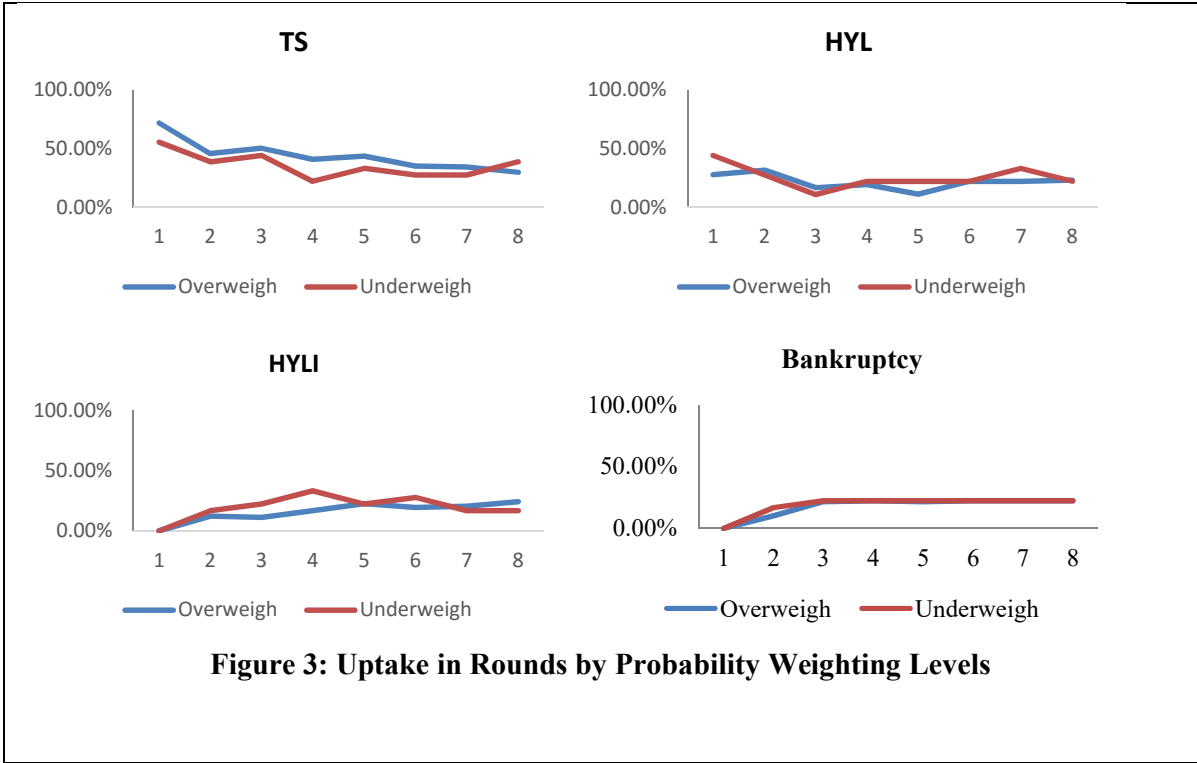 TS
100.00%
50.00%
0.00%
1 2 3 4 5 6 7 8
Overweigh Underweigh
HYL
100.00%
50.00%
0.00%
1 2 3 4 5 6 7 8
Overweigh Underweigh
HYLI
100.00%
50.00%
0.00%
1 2 3 4 5 6 7 8
Overweigh Underweigh
Bankruptcy
100.00%
50.00%
0.00%
1 2 3 4 5 6 7 8
Overweigh Underweigh
Figure 3: Uptake in Rounds by Probability Weighting Levels